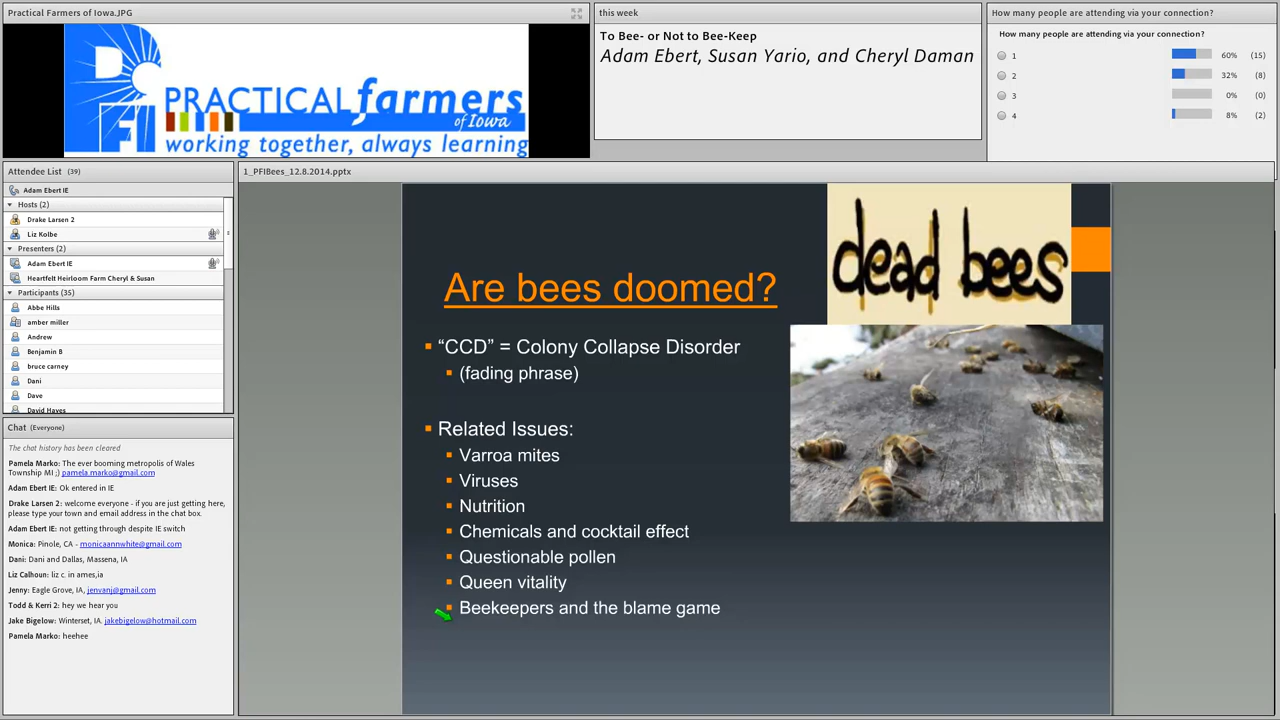 Practical Farmers of Iowa.JPG
PRACTICAL farmers
of Iowa
working together, always learning
this week
To Bee- or Not to Bee-Keep
Adam Ebert, Susan Yario, and Cheryl Daman
How many people are attending via your connection?
How many people are attending via your connection?
1 60% (15)
2 32% (8)
3 0% (0)
4 8% (2)
Attendee List (39)
Adam Ebert IE
Hosts (2)
Drake Larsen 2
Liz Kolbe
Presenters (2)
Adam Ebert IE
Heartfelt Heirloom Farm Cheryl & Susan
Participants (35)
Abbe Hills
amber miller
Andrew
Benjamin B
bruce carney
Dani
Dave
David Hayes
Chat (Everyone)
The chat history has been cleared
Pamela Marko: The ever booming metropolis of Wales
Township MI ;) pamela.marko@gmail.com
Adam Ebert IE: Ok entered in IE
Drake Larsen 2: welcome everyone - if you are just getting here,
please type your town and email address in the chat box.
Adam Ebert IE: not getting through despite IE switch
Monica: Pinole, CA - monicaannwhite@gmail.com
Dani: Dani and Dallas, Massena, IA
Liz Calhoun: liz c. in ames,ia
Jenny: Eagle Grove, IA, jenvanj@gmail.com
Todd & Kerri 2: hey we hear you
Jake Bigelow: Winterset, IA. jakebigelow@hotmail.com
Pamela Marko: heehee
1_PFIBees_12.8.2014.pptx
dead bees
Are bees doomed?
“CCD” = Colony Collapse Disorder
(fading phrase)
Related Issues:
Varroa mites
Viruses
Nutrition
Chemicals and cocktail effect
Questionable pollen
Queen vitality
Beekeepers and the blame game